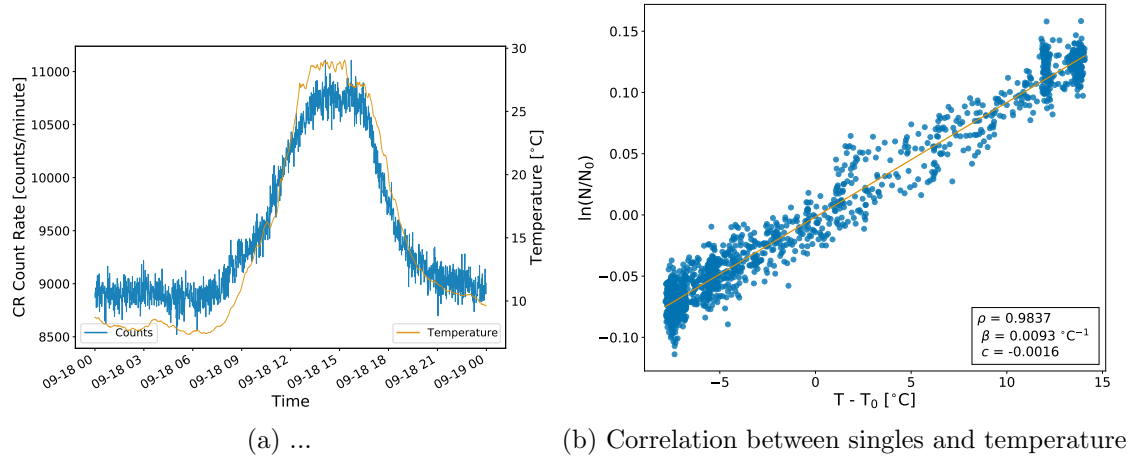 CR Count Rate [counts/minute]
11000
10500
10000
9500
9000
8500
30
25
20
15
10
Temperature [°C]
Counts
Temperature
09-18 00
09-18 03
09-18 06
09-18 09
09-18 12
09-18 15
09-18 18
09-18 21
09-19 00
Time
(a) ...
ln(N/N₀)
0.15
0.10
0.05
0.00
−0.05
−0.10
ρ = 0.9837
β = 0.0093 °C⁻¹
c = -0.0016
−5
0
5
10
15
T - T₀ [°C]
(b) Correlation between singles and temperature